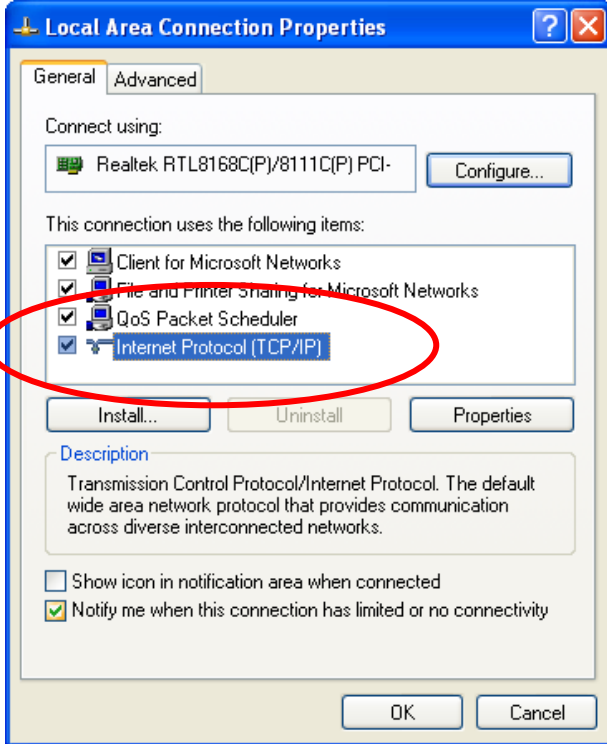 Local Area Connection Properties
General Advanced
Connect using:
Realtek RTL8168C(P)/8111C(P) PCI-
Configure...
This connection uses the following items:
Client for Microsoft Networks
File and Printer Sharing for Microsoft Networks
QoS Packet Scheduler
Internet Protocol (TCP/IP)
Install... Uninstall Properties
Description
Transmission Control Protocol/Internet Protocol. The default
wide area network protocol that provides communication
across diverse interconnected networks.
Show icon in notification area when connected
Notify me when this connection has limited or no connectivity
OK Cancel